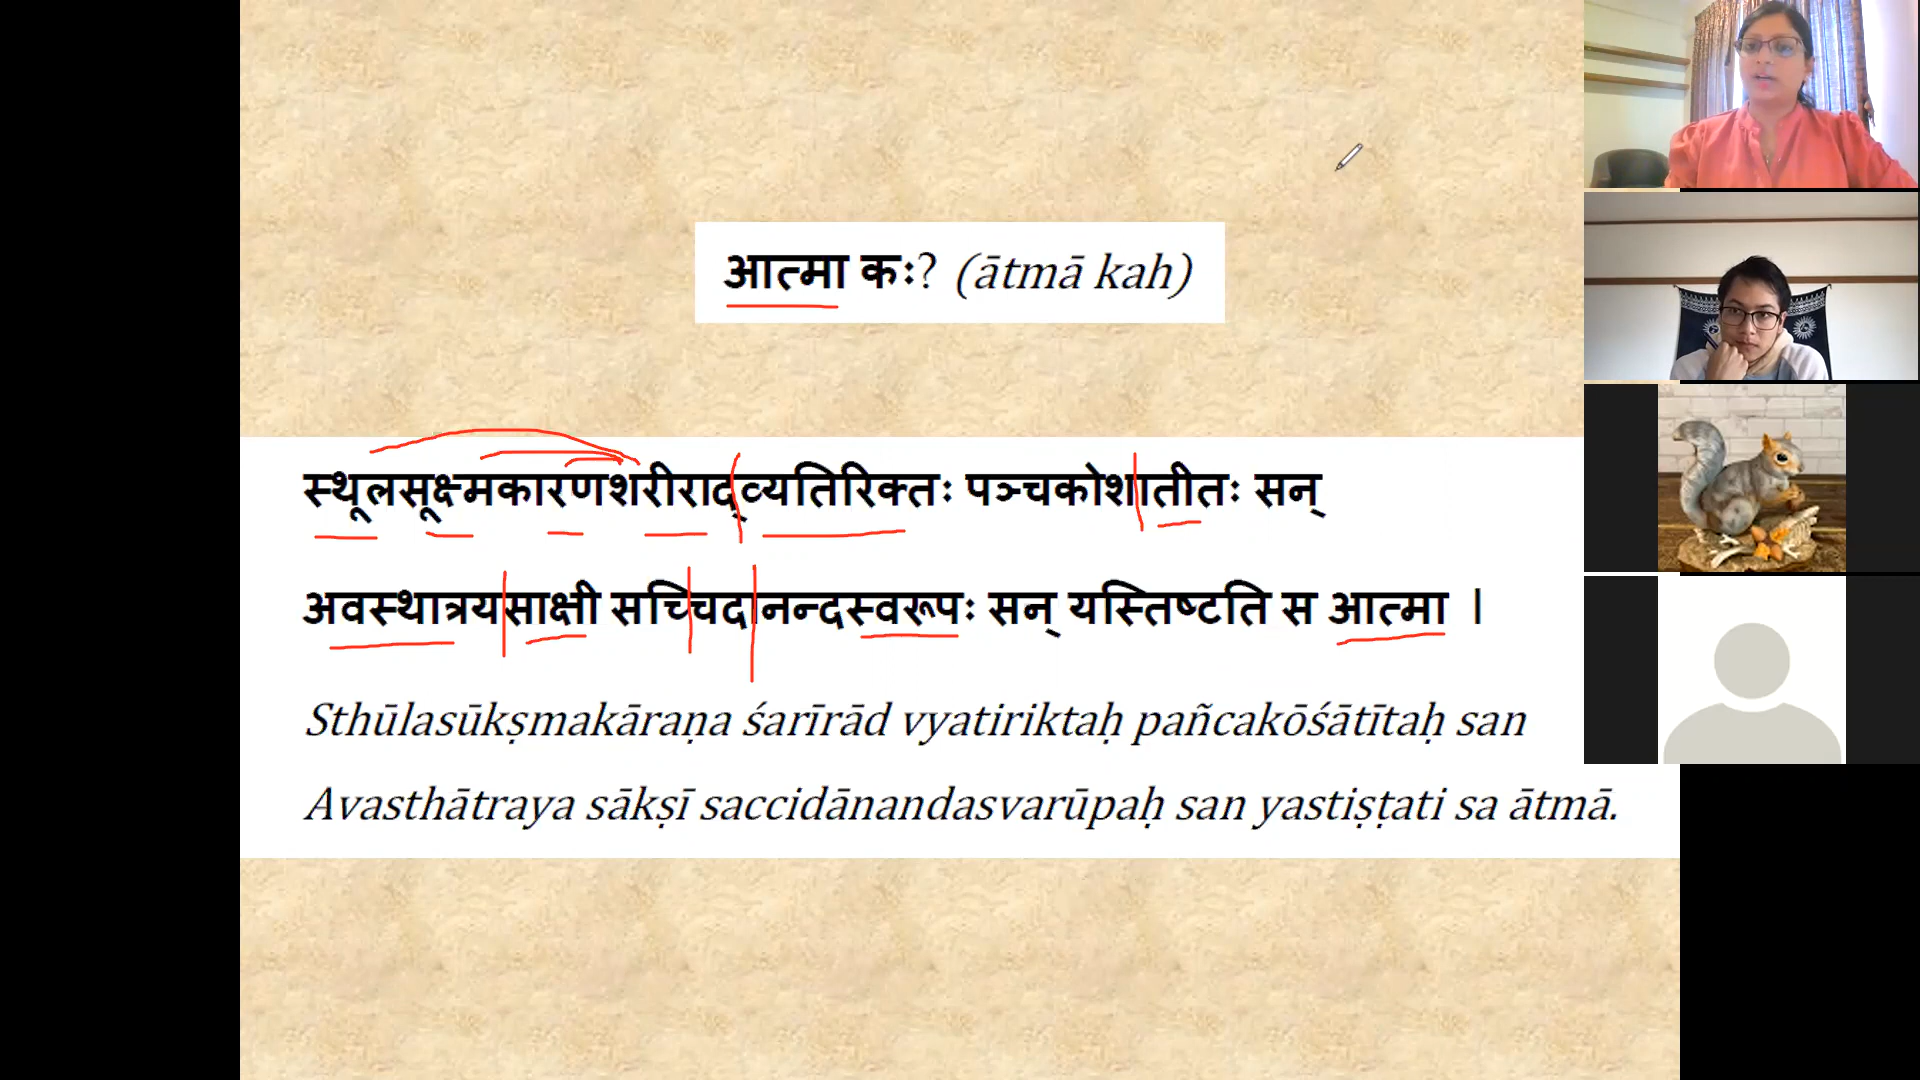 आत्मा कः? (ātmā kah)
स्थूलसूक्ष्मकारणशरीराद्व्यतिरिक्तः पञ्चकोशातीतः सन्
अवस्थात्रयसाक्षी सच्चिदानन्दस्वरूपः सन् यस्तिष्टति स आत्मा ।
Sthūlasūkṣmakāraṇa śarīrād vyatiriktaḥ pañcakōśātītaḥ san
Avasthātraya sākṣī saccidānandasvarūpaḥ san yastiṣṭati sa ātmā.